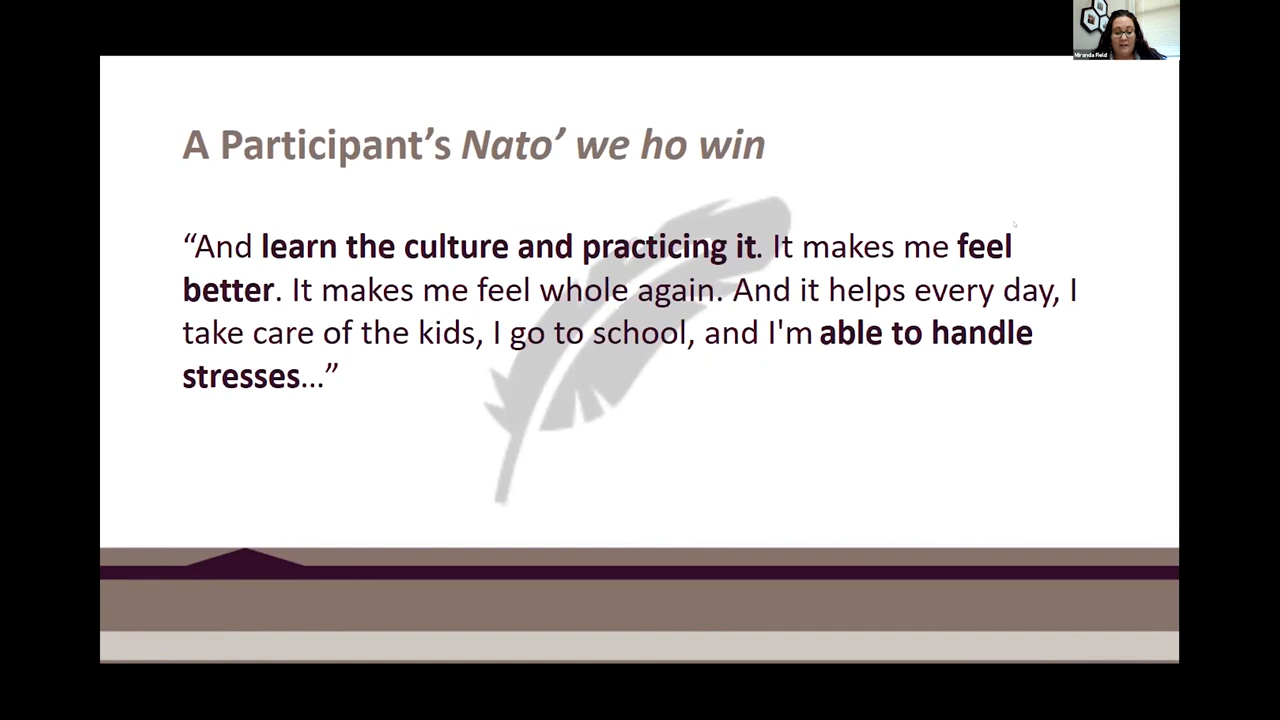 Miranda Field
A Participant’s Nato’ we ho win
“And learn the culture and practicing it. It makes me feel
better. It makes me feel whole again. And it helps every day, I
take care of the kids, I go to school, and I'm able to handle
stresses...”